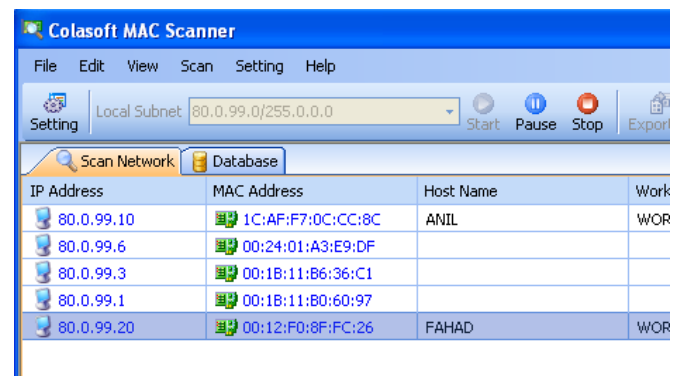 Colasoft MAC Scanner
File Edit View Scan Setting Help
Setting Local Subnet 80.0.99.0/255.0.0.0 Start Pause Stop Export
Scan Network Database
IP Address MAC Address Host Name Work
80.0.99.10 1C:AF:F7:0C:CC:8C ANIL WOR
80.0.99.6 00:24:01:A3:E9:DF
80.0.99.3 00:1B:11:B6:36:C1
80.0.99.1 00:1B:11:B0:60:97
80.0.99.20 00:12:F0:8F:FC:26 FAHAD WOR